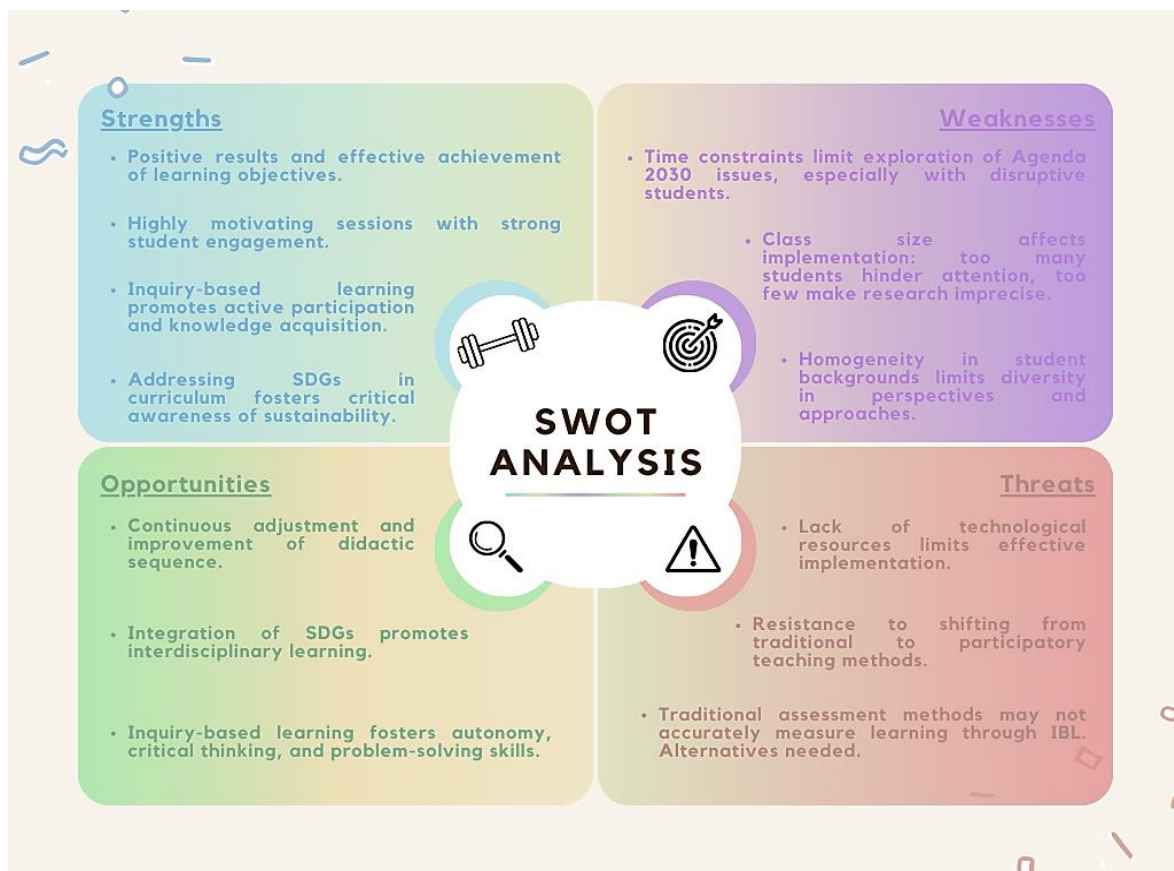 Strengths
• Positive results and effective achievement
of learning objectives.
• Highly motivating sessions with strong
student engagement.
• Inquiry-based learning
promotes active participation
and knowledge acquisition.
• Addressing SDGs in
curriculum fosters critical
awareness of sustainability.
Weaknesses
• Time constraints limit exploration of Agenda
2030 issues, especially with disruptive
students.
• Class size affects
implementation: too many
students hinder attention, too
few make research imprecise.
• Homogeneity in student
backgrounds limits diversity
in perspectives and
approaches.
SWOT
ANALYSIS
Opportunities
• Continuous adjustment and
improvement of didactic
sequence.
• Integration of SDGs promotes
interdisciplinary learning.
• Inquiry-based learning fosters autonomy,
critical thinking, and problem-solving skills.
Threats
• Lack of technological
resources limits effective
implementation.
• Resistance to shifting from
traditional to participatory
teaching methods.
• Traditional assessment methods may not
accurately measure learning through IBL.
Alternatives needed.